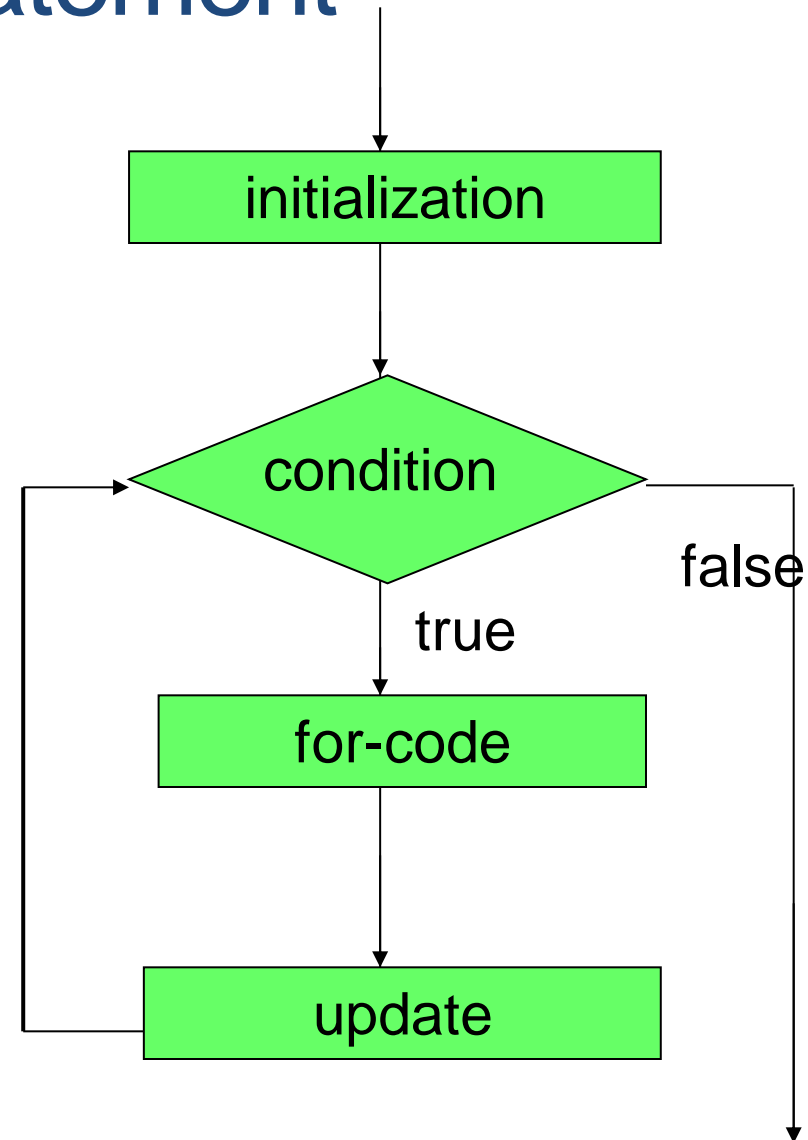 initialization
condition
false
true
for-code
update